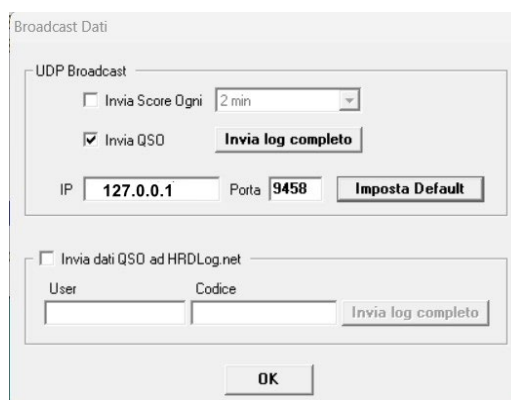 Broadcast Dati
UDP Broadcast
Invia Score Ogni 2 min
Invia QSO Invia log completo
IP 127.0.0.1 Porta 9458 Imposta Default
Invia dati QSO ad HRDLog.net
User Codice
Invia log completo
OK